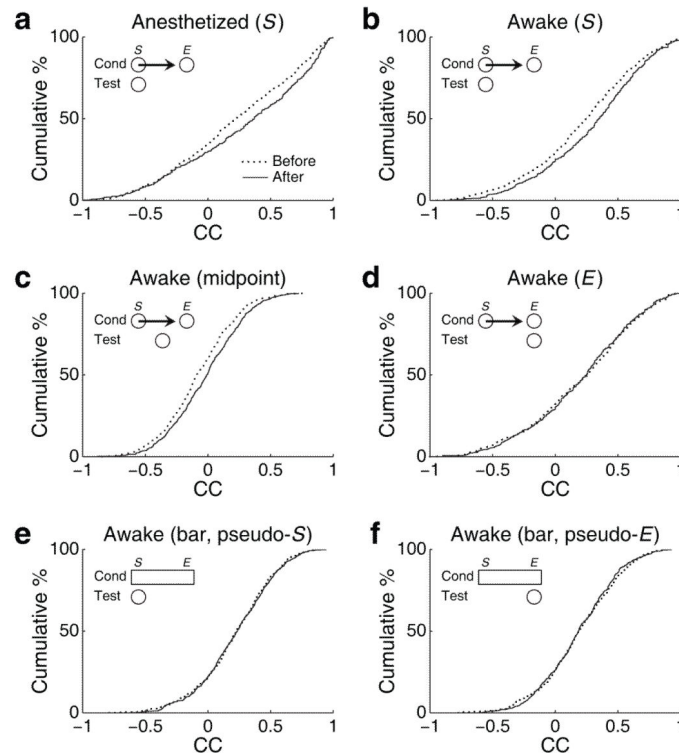 a Anesthetized (S)
S E
Cond
Test
Before
After
Cumulative %
100
50
0
-1 -0.5 0 0.5 1
CC
b Awake (S)
S E
Cond
Test
Cumulative %
100
50
0
-1 -0.5 0 0.5 1
CC
c Awake (midpoint)
S E
Cond
Test
Cumulative %
100
50
0
-1 -0.5 0 0.5 1
CC
d Awake (E)
S E
Cond
Test
Cumulative %
100
50
0
-1 -0.5 0 0.5 1
CC
e Awake (bar, pseudo-S)
S E
Cond
Test
Cumulative %
100
50
0
-1 -0.5 0 0.5 1
CC
f Awake (bar, pseudo-E)
S E
Cond
Test
Cumulative %
100
50
0
-1 -0.5 0 0.5 1
CC